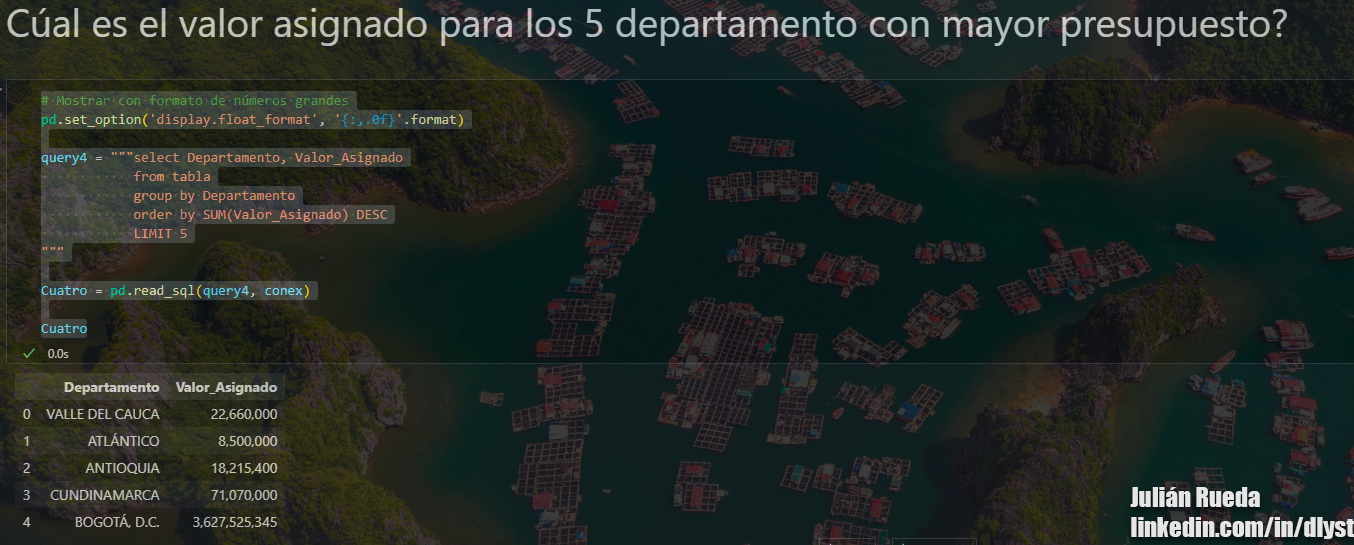 Cúal es el valor asignado para los 5 departamento con mayor presupuesto?
# Mostrar con formato de números grandes
pd.set_option('display.float_format', '{:,.0f}'.format)
query4 = """select Departamento, Valor_Asignado
from tabla
group by Departamento
order by SUM(Valor_Asignado) DESC
LIMIT 5
"""
Cuatro = pd.read_sql(query4, conex)
Cuatro
0.0s
Departamento Valor_Asignado
0 VALLE DEL CAUCA 22,660,000
1 ATLÁNTICO 8,500,000
2 ANTIOQUIA 18,215,400
3 CUNDINAMARCA 71,070,000
4 BOGOTÁ, D.C. 3,627,525,345
Julián Rueda
linkedin.com/in/dlyst